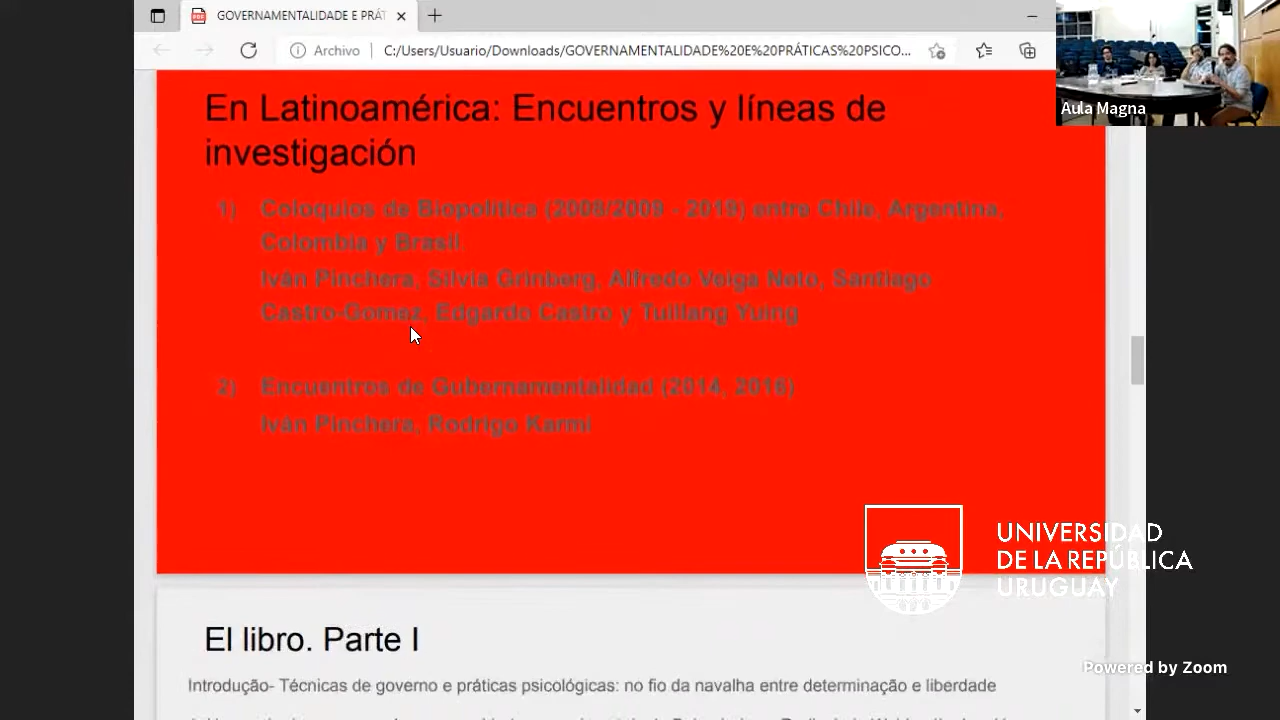 GOVERNAMENTALIDADE E PRÁT
Archivo
C:/Users/Usuario/Downloads/GOVERNAMENTALIDADE%20E%20PRÁTICAS%20PSICO...
Aula Magna
En Latinoamérica: Encuentros y líneas de
investigación
1) Coloquios de Biopolítica (2008/2009 - 2019) entre Chile, Argentina,
Colombia y Brasil.
Iván Pinchera, Silvia Grinberg, Alfredo Veiga Neto, Santiago
Castro-Gomez, Edgardo Castro y Tuillang Yuing
2) Encuentros de Gubernamentalidad (2014, 2016)
Iván Pinchera, Rodrigo Karmi
UNIVERSIDAD
DE LA REPÚBLICA
URUGUAY
El libro. Parte I
Introdução- Técnicas de governo e práticas psicológicas: no fio da navalha entre determinação e liberdade
Powered by Zoom